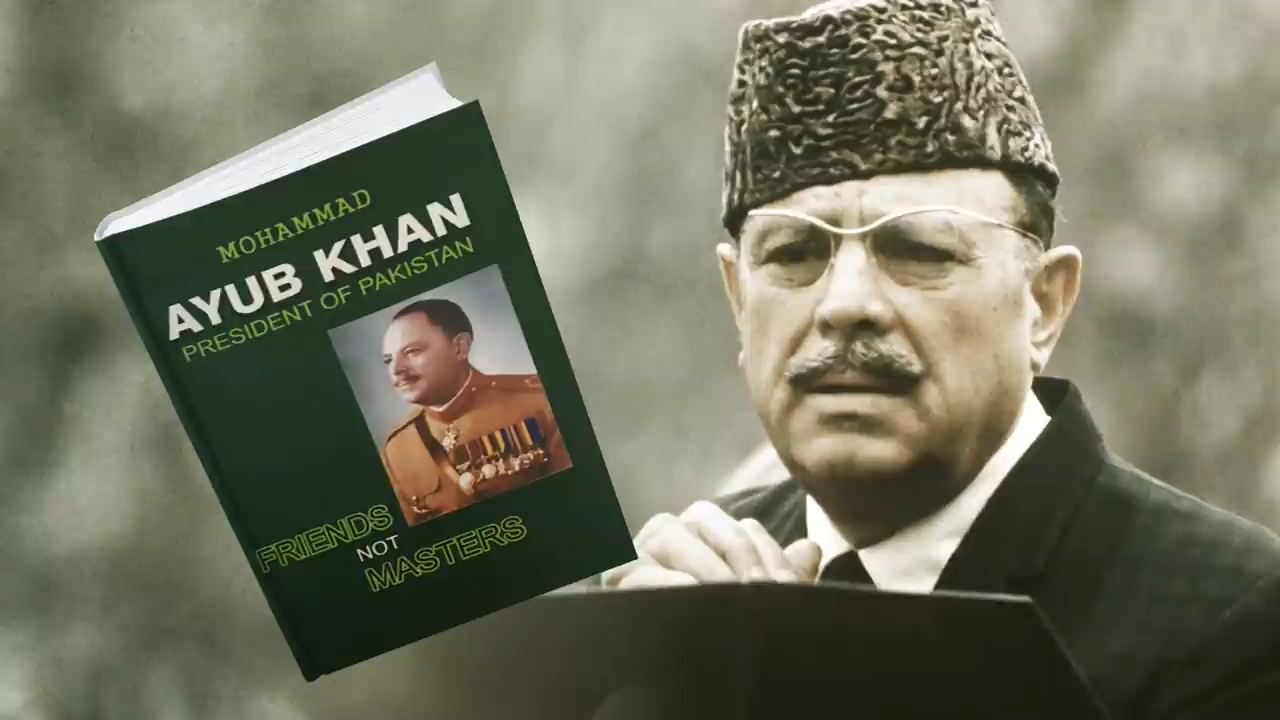 MOHAMMAD
AYUB KHAN
PRESIDENT OF PAKISTAN
FRIENDS
NOT
MASTERS